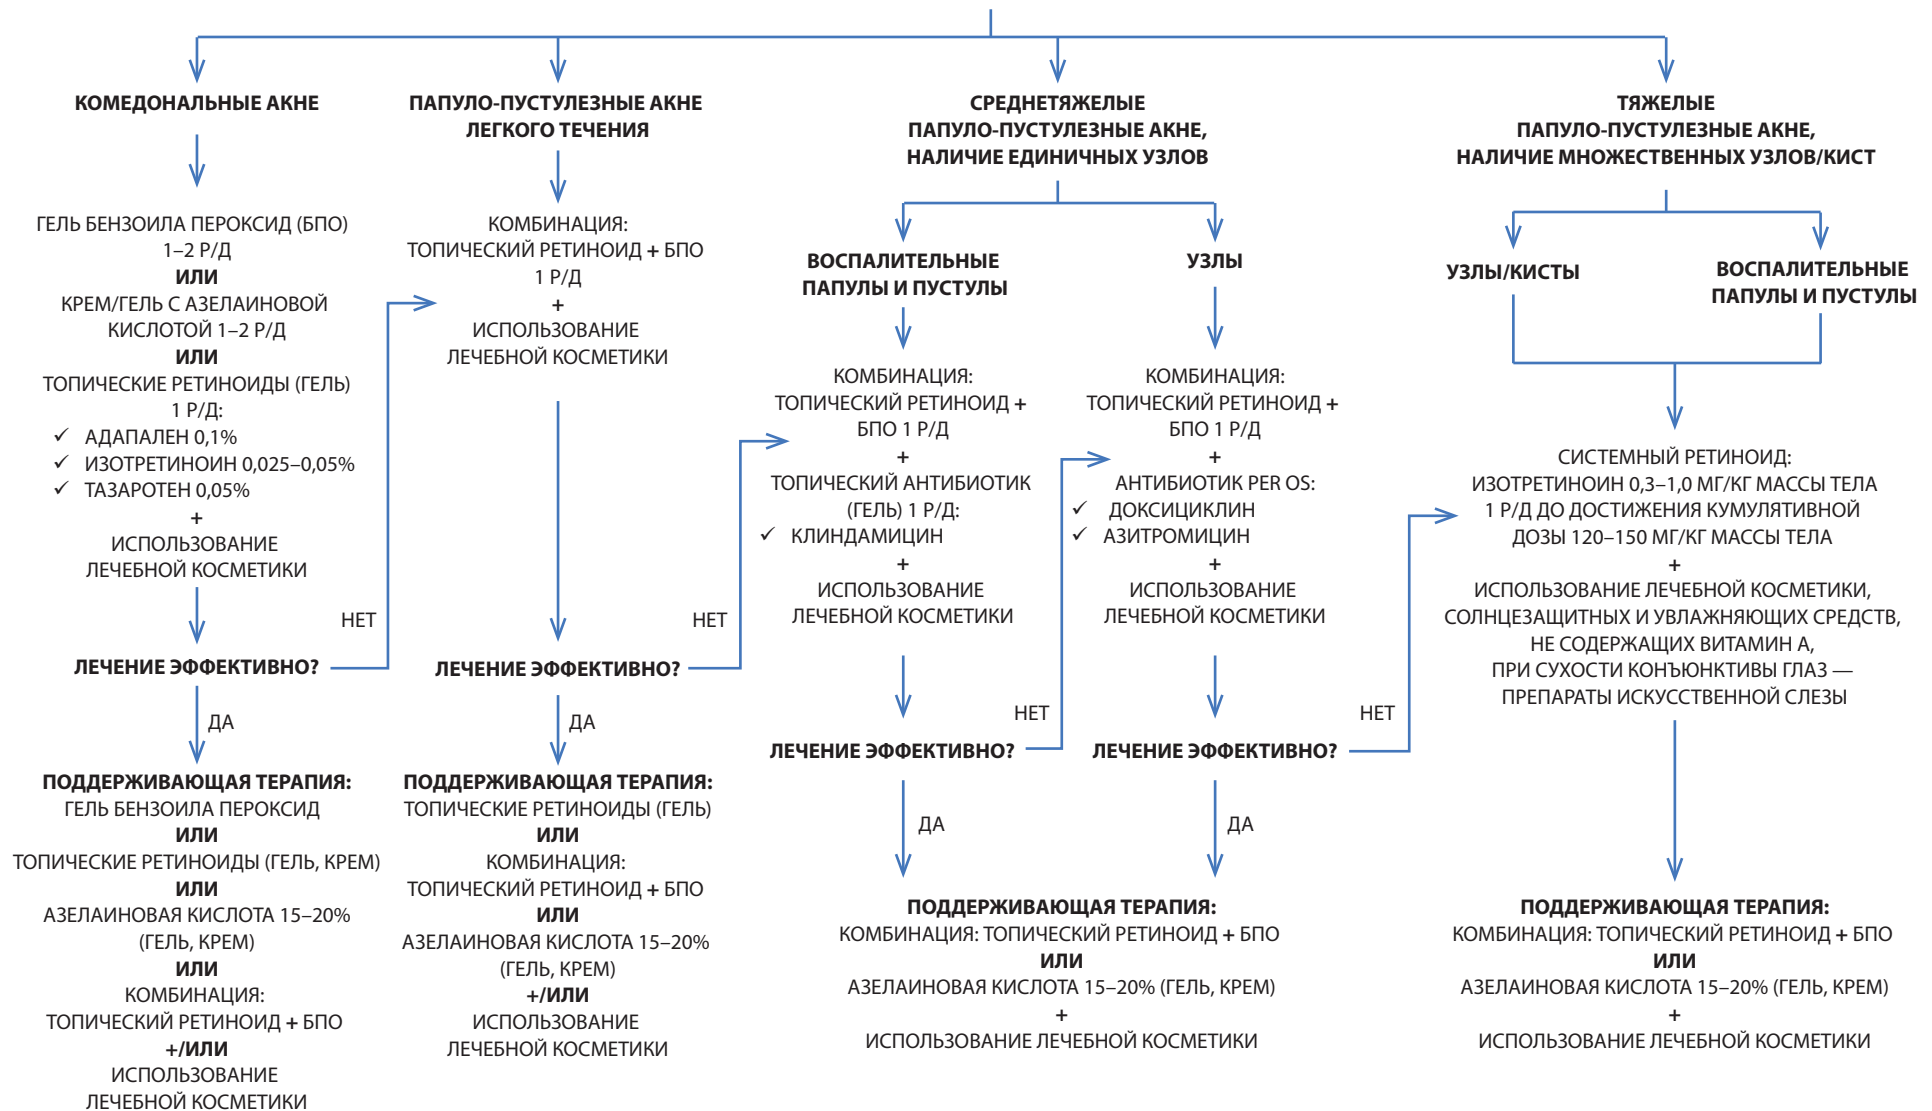 КОМЕДОНАЛЬНЫЕ АКНЕ
ГЕЛЬ БЕНЗОИЛА ПЕРОКСИД (БПО)
1–2 Р/Д
ИЛИ
КРЕМ/ГЕЛЬ С АЗЕЛАИНОВОЙ
КИСЛОТОЙ 1–2 Р/Д
ИЛИ
ТОПИЧЕСКИЕ РЕТИНОИДЫ (ГЕЛЬ)
1 Р/Д:
✓ АДАПАЛЕН 0,1%
✓ ИЗОТРЕТИНОИН 0,025–0,05%
✓ ТАЗАРОТЕН 0,05%
+
ИСПОЛЬЗОВАНИЕ
ЛЕЧЕБНОЙ КОСМЕТИКИ
ЛЕЧЕНИЕ ЭФФЕКТИВНО?
НЕТ
ДА
ПОДДЕРЖИВАЮЩАЯ ТЕРАПИЯ:
ГЕЛЬ БЕНЗОИЛА ПЕРОКСИД
ИЛИ
ТОПИЧЕСКИЕ РЕТИНОИДЫ (ГЕЛЬ, КРЕМ)
ИЛИ
АЗЕЛАИНОВАЯ КИСЛОТА 15–20%
(ГЕЛЬ, КРЕМ)
ИЛИ
КОМБИНАЦИЯ:
ТОПИЧЕСКИЙ РЕТИНОИД + БПО
+/ИЛИ
ИСПОЛЬЗОВАНИЕ
ЛЕЧЕБНОЙ КОСМЕТИКИ
ПАПУЛО-ПУСТУЛЕЗНЫЕ АКНЕ
ЛЕГКОГО ТЕЧЕНИЯ
КОМБИНАЦИЯ:
ТОПИЧЕСКИЙ РЕТИНОИД + БПО
1 Р/Д
+
ИСПОЛЬЗОВАНИЕ
ЛЕЧЕБНОЙ КОСМЕТИКИ
ЛЕЧЕНИЕ ЭФФЕКТИВНО?
НЕТ
ДА
ПОДДЕРЖИВАЮЩАЯ ТЕРАПИЯ:
ТОПИЧЕСКИЕ РЕТИНОИДЫ (ГЕЛЬ)
ИЛИ
КОМБИНАЦИЯ:
ТОПИЧЕСКИЙ РЕТИНОИД + БПО
ИЛИ
АЗЕЛАИНОВАЯ КИСЛОТА 15–20%
(ГЕЛЬ, КРЕМ)
+/ИЛИ
ИСПОЛЬЗОВАНИЕ
ЛЕЧЕБНОЙ КОСМЕТИКИ
СРЕДНЕТЯЖЕЛЫЕ
ПАПУЛО-ПУСТУЛЕЗНЫЕ АКНЕ,
НАЛИЧИЕ ЕДИНИЧНЫХ УЗЛОВ
ВОСПАЛИТЕЛЬНЫЕ
ПАПУЛЫ И ПУСТУЛЫ
КОМБИНАЦИЯ:
ТОПИЧЕСКИЙ РЕТИНОИД +
БПО 1 Р/Д
+
ТОПИЧЕСКИЙ АНТИБИОТИК
(ГЕЛЬ) 1 Р/Д:
✓ КЛИНДАМИЦИН
+
ИСПОЛЬЗОВАНИЕ
ЛЕЧЕБНОЙ КОСМЕТИКИ
ЛЕЧЕНИЕ ЭФФЕКТИВНО?
НЕТ
ДА
УЗЛЫ
КОМБИНАЦИЯ:
ТОПИЧЕСКИЙ РЕТИНОИД +
БПО 1 Р/Д
+
АНТИБИОТИК PER OS:
✓ ДОКСИЦИКЛИН
✓ АЗИТРОМИЦИН
+
ИСПОЛЬЗОВАНИЕ
ЛЕЧЕБНОЙ КОСМЕТИКИ
ЛЕЧЕНИЕ ЭФФЕКТИВНО?
НЕТ
ДА
ПОДДЕРЖИВАЮЩАЯ ТЕРАПИЯ:
КОМБИНАЦИЯ: ТОПИЧЕСКИЙ РЕТИНОИД + БПО
ИЛИ
АЗЕЛАИНОВАЯ КИСЛОТА 15–20% (ГЕЛЬ, КРЕМ)
+
ИСПОЛЬЗОВАНИЕ ЛЕЧЕБНОЙ КОСМЕТИКИ
ТЯЖЕЛЫЕ
ПАПУЛО-ПУСТУЛЕЗНЫЕ АКНЕ,
НАЛИЧИЕ МНОЖЕСТВЕННЫХ УЗЛОВ/КИСТ
УЗЛЫ/КИСТЫ
ВОСПАЛИТЕЛЬНЫЕ
ПАПУЛЫ И ПУСТУЛЫ
СИСТЕМНЫЙ РЕТИНОИД:
ИЗОТРЕТИНОИН 0,3–1,0 МГ/КГ МАССЫ ТЕЛА
1 Р/Д ДО ДОСТИЖЕНИЯ КУМУЛЯТИВНОЙ
ДОЗЫ 120–150 МГ/КГ МАССЫ ТЕЛА
+
ИСПОЛЬЗОВАНИЕ ЛЕЧЕБНОЙ КОСМЕТИКИ,
СОЛНЦЕЗАЩИТНЫХ И УВЛАЖНЯЮЩИХ СРЕДСТВ,
НЕ СОДЕРЖАЩИХ ВИТАМИН А,
ПРИ СУХОСТИ КОНЪЮНКТИВЫ ГЛАЗ —
ПРЕПАРАТЫ ИСКУССТВЕННОЙ СЛЕЗЫ
ПОДДЕРЖИВАЮЩАЯ ТЕРАПИЯ:
КОМБИНАЦИЯ: ТОПИЧЕСКИЙ РЕТИНОИД + БПО
ИЛИ
АЗЕЛАИНОВАЯ КИСЛОТА 15–20% (ГЕЛЬ, КРЕМ)
+
ИСПОЛЬЗОВАНИЕ ЛЕЧЕБНОЙ КОСМЕТИКИ